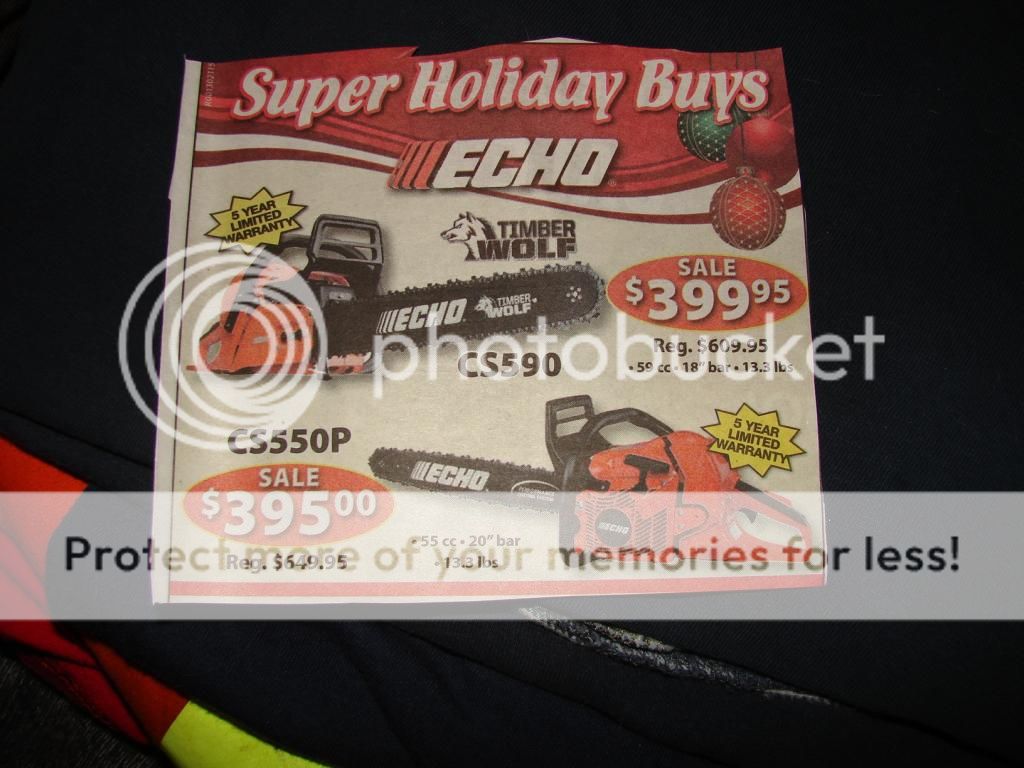 Super Holiday Buys
ECHO
5 YEAR
LIMITED
WARRANTY
TIMBER
WOLF
ECHO TIMBER WOLF
SALE
$399 95
Reg. $609.95
• 59 cc • 18" bar • 13.3 lbs
CS590
photobucket
CS550P
5 YEAR
LIMITED
WARRANTY
ECHO
ECHO
SALE
$395 00
Reg. $649.95
• 55 cc • 20" bar
• 13.3 lbs
Protect more of your memories for less!